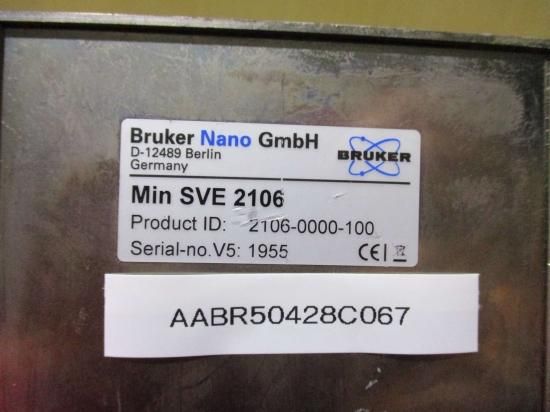 Bruker Nano GmbH
D-12489 Berlin
Germany
BRUKER
Min SVE 2106
Product ID: 2106-0000-100
Serial-no.V5: 1955
CE
AABR50428C067